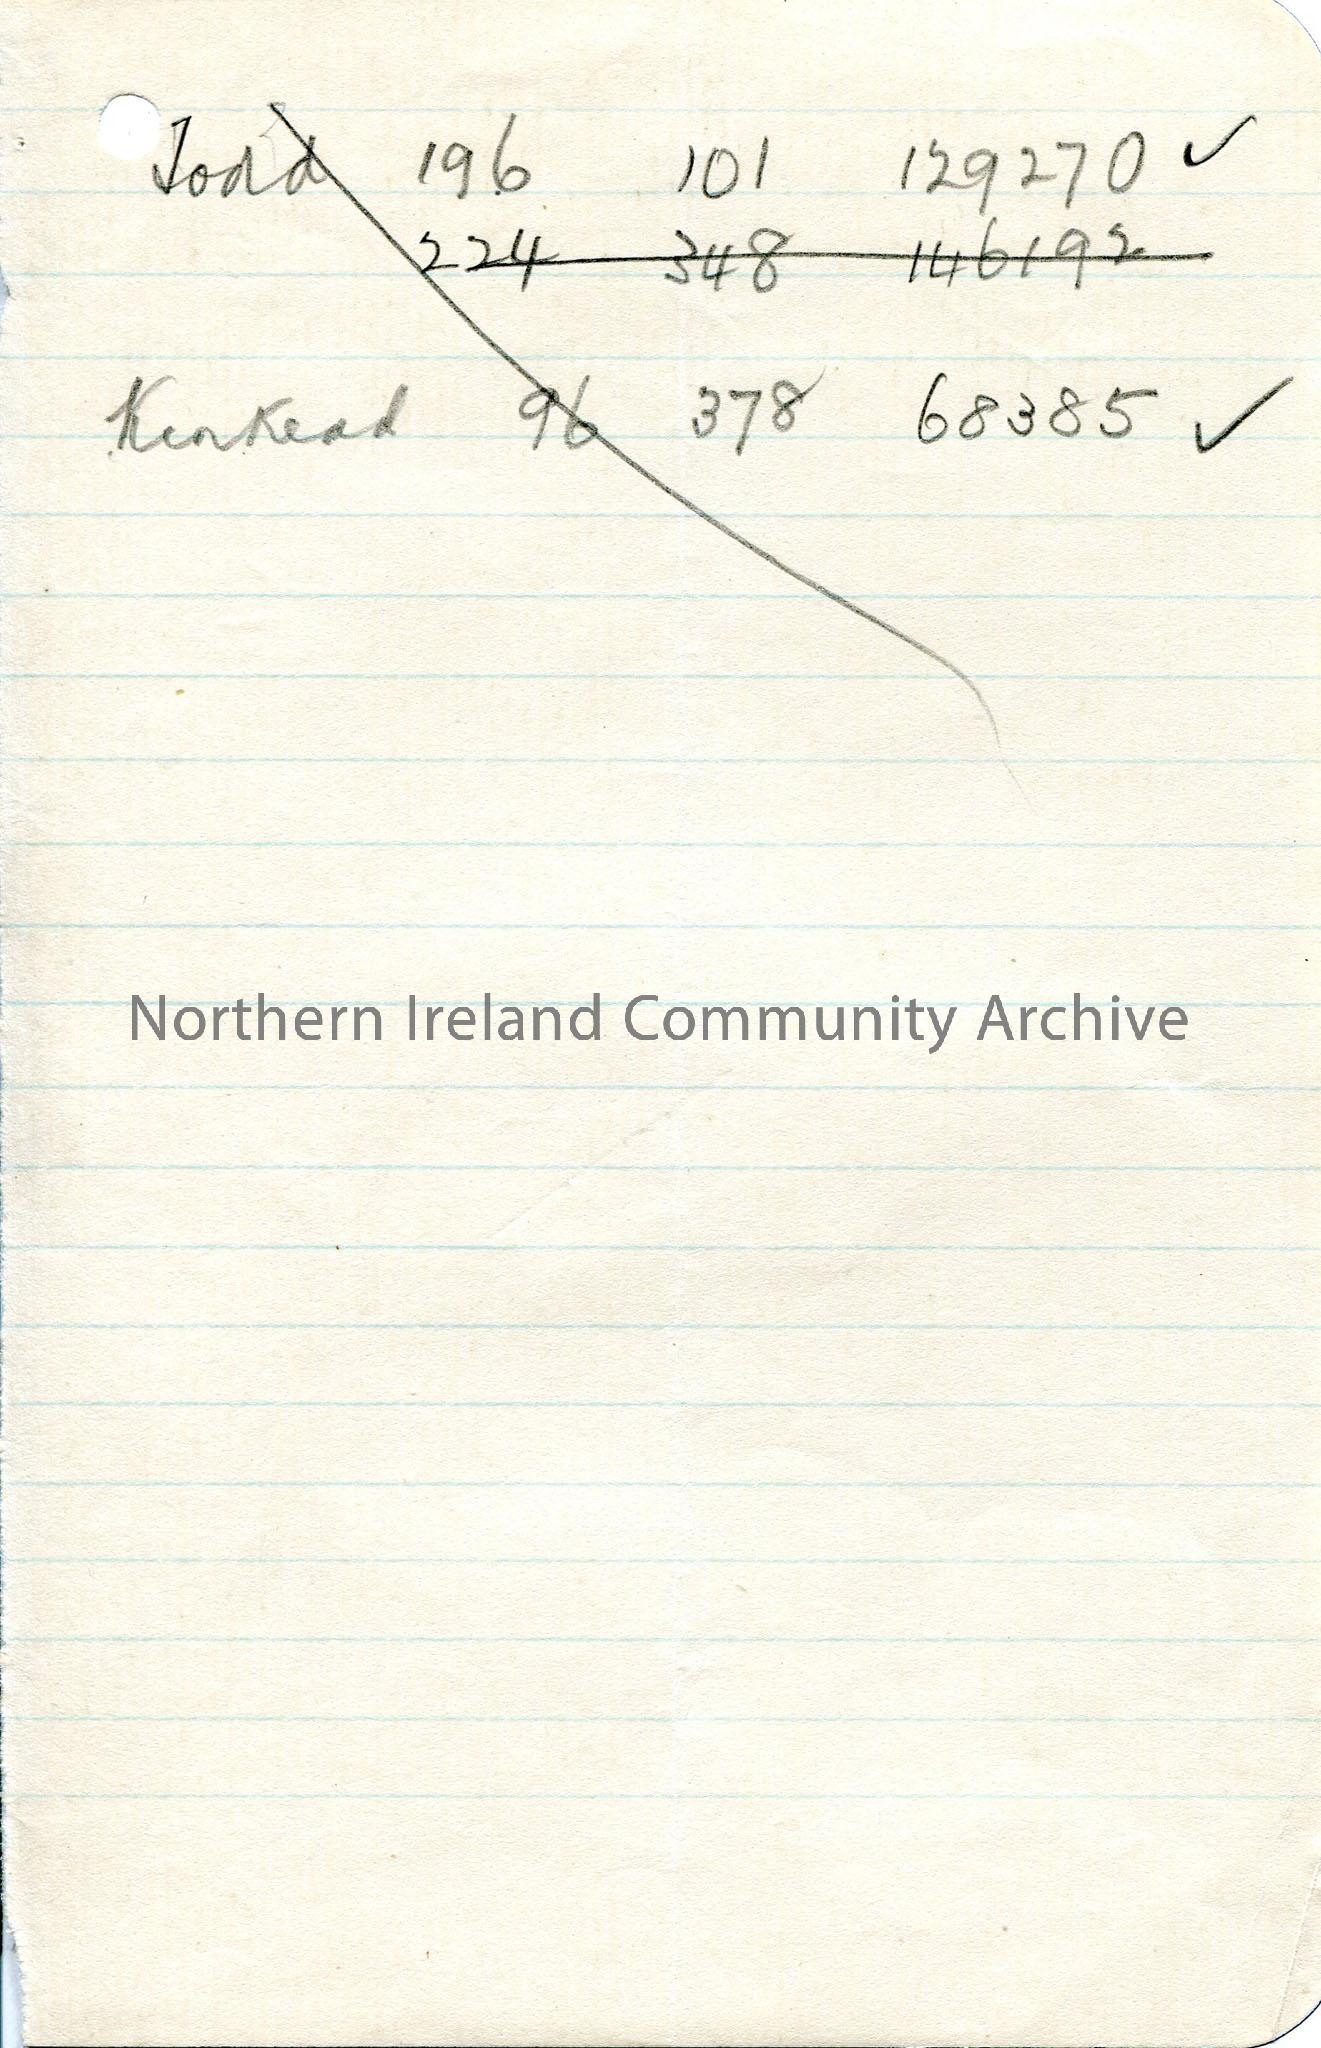 Todd 196 101 129270 ✓
224 348 146192
Kinkead 96 378 68385 ✓
Northern Ireland Community Archive